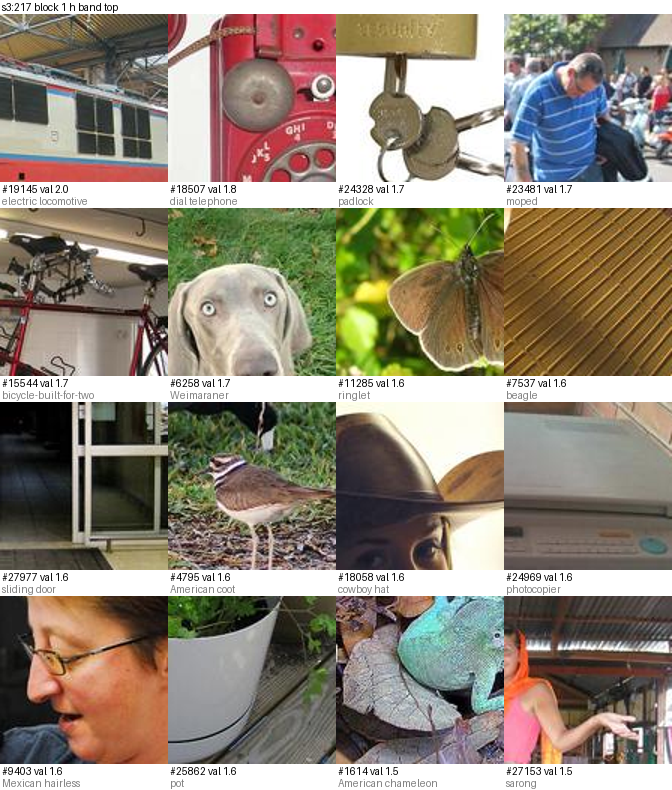 s3:217 block 1 h band top
security
GHI
JKL
M
#19145 val 2.0
electric locomotive
#18507 val 1.8
dial telephone
#24328 val 1.7
padlock
#23481 val 1.7
moped
#15544 val 1.7
bicycle-built-for-two
#6258 val 1.7
Weimaraner
#11285 val 1.6
ringlet
#7537 val 1.6
beagle
#27977 val 1.6
sliding door
#4795 val 1.6
American coot
#18058 val 1.6
cowboy hat
#24969 val 1.6
photocopier
#9403 val 1.6
Mexican hairless
#25862 val 1.6
pot
#1614 val 1.5
American chameleon
#27153 val 1.5
sarong